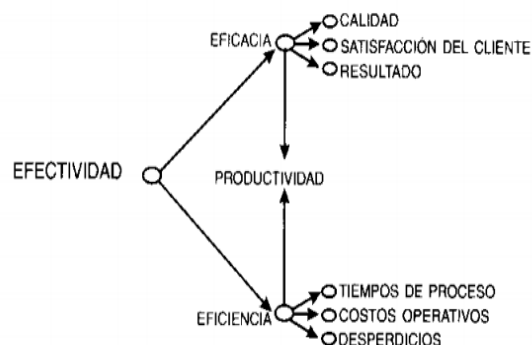 CALIDAD
EFICACIA
SATISFACCIÓN DEL CLIENTE
RESULTADO
EFECTIVIDAD
PRODUCTIVIDAD
TIEMPOS DE PROCESO
EFICIENCIA
COSTOS OPERATIVOS
DESPERDICIOS